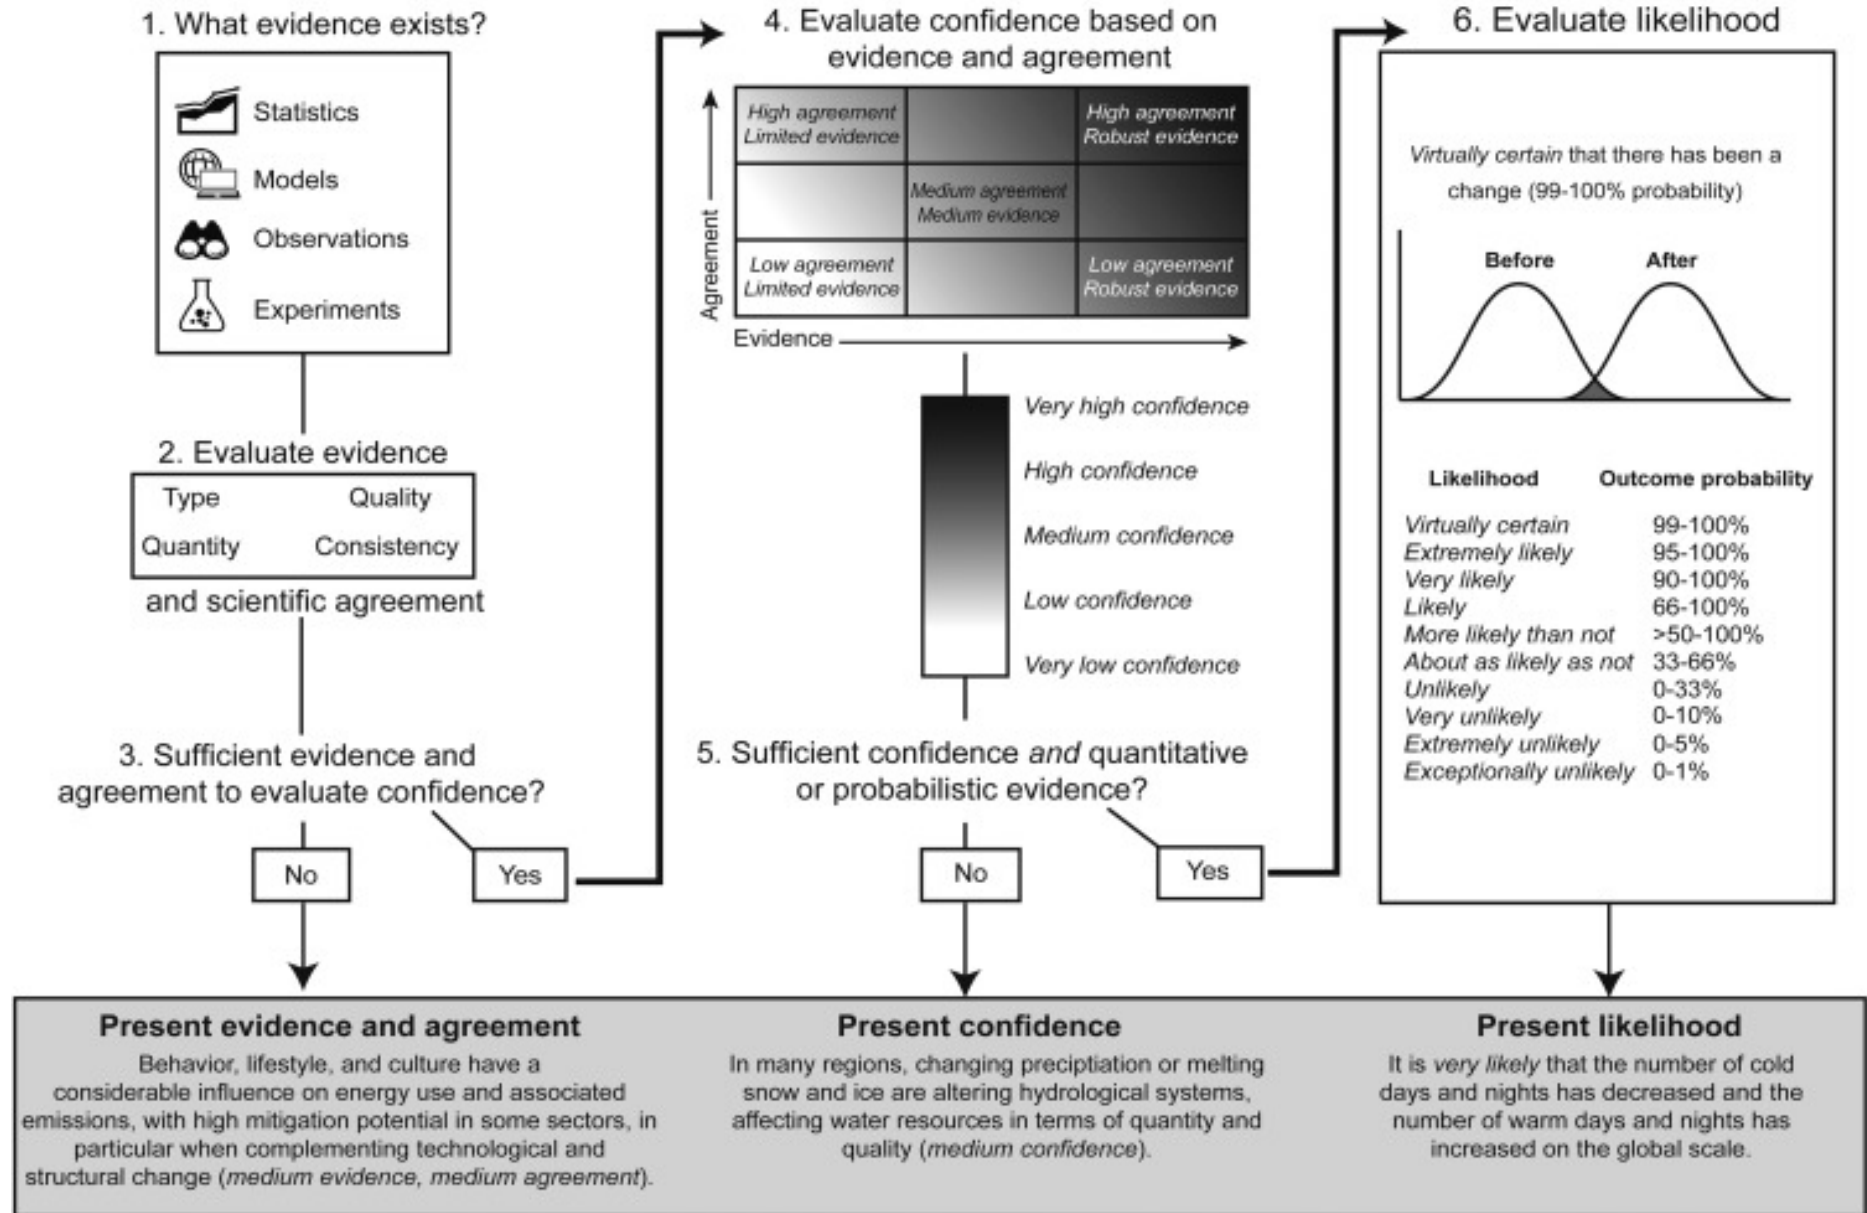 1. What evidence exists?
Statistics
Models
Observations
Experiments
2. Evaluate evidence
Type Quality
Quantity Consistency
and scientific agreement
3. Sufficient evidence and
agreement to evaluate confidence?
No
Yes
4. Evaluate confidence based on
evidence and agreement
Agreement
High agreement
Limited evidence
High agreement
Robust evidence
Medium agreement
Medium evidence
Low agreement
Limited evidence
Low agreement
Robust evidence
Evidence
Very high confidence
High confidence
Medium confidence
Low confidence
Very low confidence
5. Sufficient confidence and quantitative
or probabilistic evidence?
No
Yes
6. Evaluate likelihood
Virtually certain that there has been a
change (99-100% probability)
Before After
Likelihood Outcome probability
Virtually certain 99-100%
Extremely likely 95-100%
Very likely 90-100%
Likely 66-100%
More likely than not >50-100%
About as likely as not 33-66%
Unlikely 0-33%
Very unlikely 0-10%
Extremely unlikely 0-5%
Exceptionally unlikely 0-1%
Present evidence and agreement
Behavior, lifestyle, and culture have a
considerable influence on energy use and associated
emissions, with high mitigation potential in some sectors, in
particular when complementing technological and
structural change (medium evidence, medium agreement).
Present confidence
In many regions, changing preciptiation or melting
snow and ice are altering hydrological systems,
affecting water resources in terms of quantity and
quality (medium confidence).
Present likelihood
It is very likely that the number of cold
days and nights has decreased and the
number of warm days and nights has
increased on the global scale.